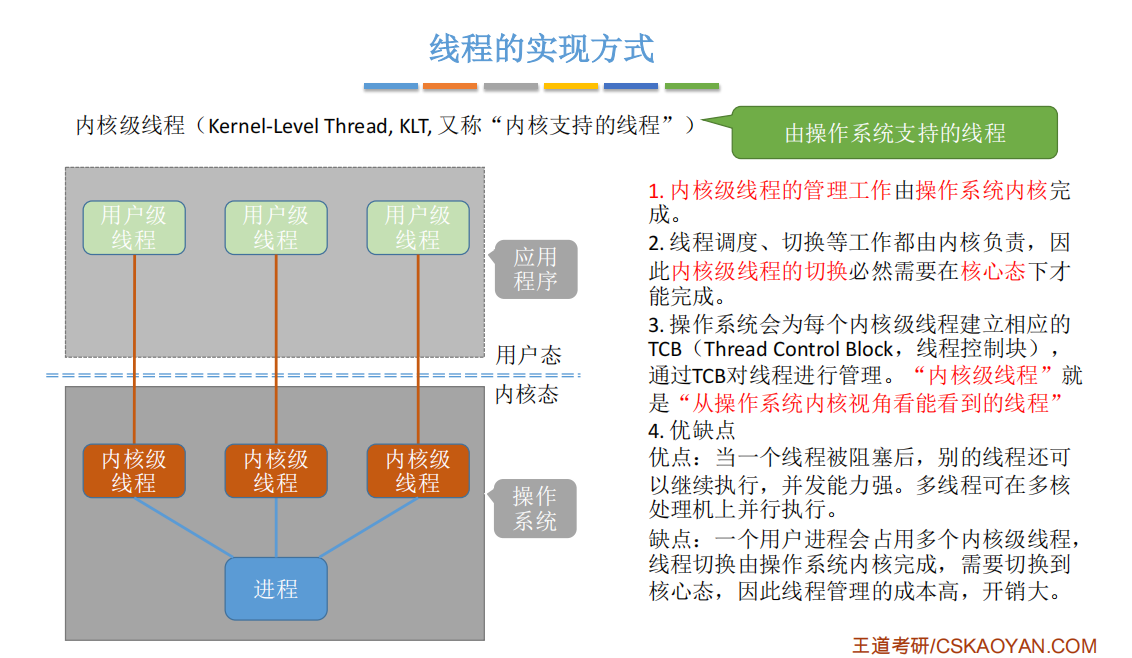 线程的实现方式
内核级线程（Kernel-Level Thread, KLT, 又称“内核支持的线程”）
由操作系统支持的线程
用户级
线程
用户级
线程
用户级
线程
应用
程序
用户态
内核态
内核级
线程
内核级
线程
内核级
线程
操作
系统
进程
1. 内核级线程的管理工作由操作系统内核完
成。
2. 线程调度、切换等工作都由内核负责，因
此内核级线程的切换必然需要在核心态下才
能完成。
3. 操作系统会为每个内核级线程建立相应的
TCB（Thread Control Block，线程控制块），
通过TCB对线程进行管理。“内核级线程”就
是“从操作系统内核视角看能看到的线程”
4. 优缺点
优点：当一个线程被阻塞后，别的线程还可
以继续执行，并发能力强。多线程可在多核
处理机上并行执行。
缺点：一个用户进程会占用多个内核级线程，
线程切换由操作系统内核完成，需要切换到
核心态，因此线程管理的成本高，开销大。
王道考研/CSKAOYAN.COM